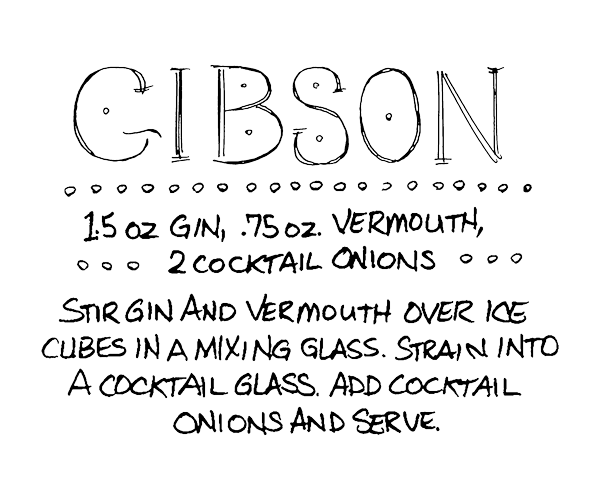 GIBSON
1.5 OZ GIN, .75 OZ. VERMOUTH,
2 COCKTAIL ONIONS
STIR GIN AND VERMOUTH OVER ICE
CUBES IN A MIXING GLASS. STRAIN INTO
A COCKTAIL GLASS. ADD COCKTAIL
ONIONS AND SERVE.